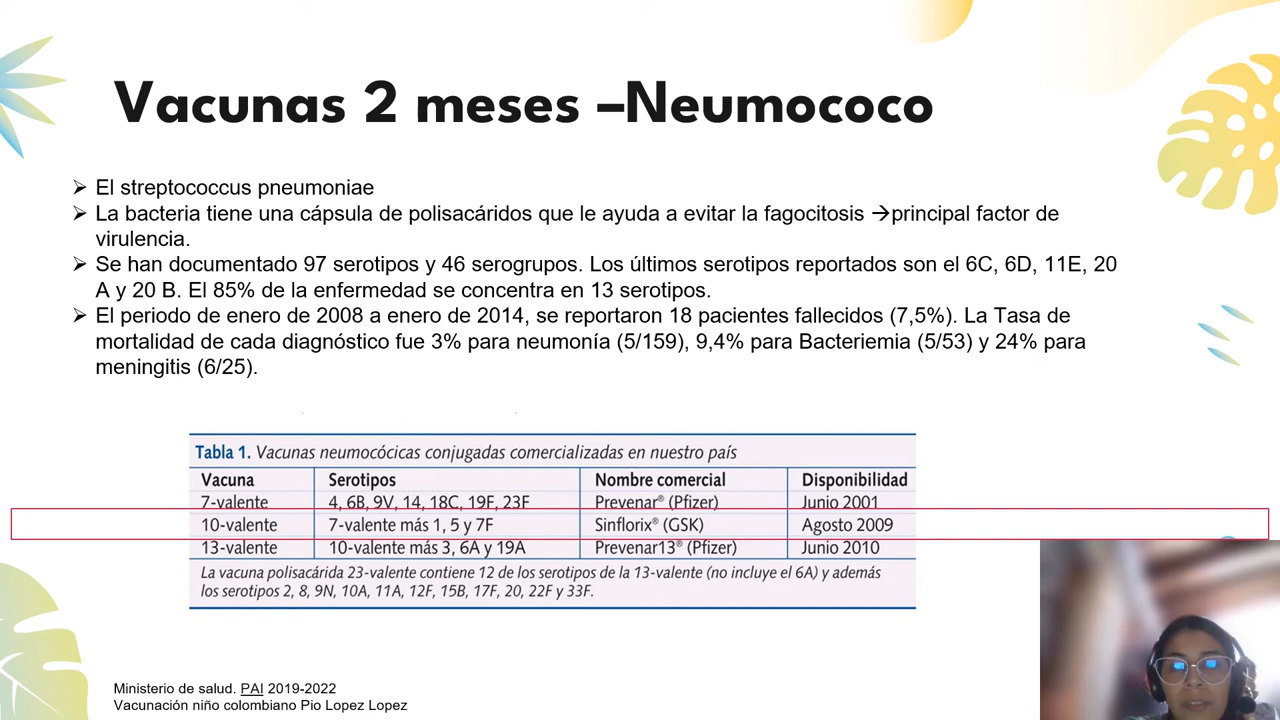 Vacunas 2 meses –Neumococo
➢ El streptococcus pneumoniae
➢ La bacteria tiene una cápsula de polisacáridos que le ayuda a evitar la fagocitosis →principal factor de
virulencia.
➢ Se han documentado 97 serotipos y 46 serogrupos. Los últimos serotipos reportados son el 6C, 6D, 11E, 20
A y 20 B. El 85% de la enfermedad se concentra en 13 serotipos.
➢ El periodo de enero de 2008 a enero de 2014, se reportaron 18 pacientes fallecidos (7,5%). La Tasa de
mortalidad de cada diagnóstico fue 3% para neumonía (5/159), 9,4% para Bacteriemia (5/53) y 24% para
meningitis (6/25).
Tabla 1. Vacunas neumocócicas conjugadas comercializadas en nuestro país
Vacuna Serotipos Nombre comercial Disponibilidad
7-valente 4, 6B, 9V, 14, 18C, 19F, 23F Prevenar® (Pfizer) Junio 2001
10-valente 7-valente más 1, 5 y 7F Sinflorix® (GSK) Agosto 2009
13-valente 10-valente más 3, 6A y 19A Prevenar13® (Pfizer) Junio 2010
La vacuna polisacárida 23-valente contiene 12 de los serotipos de la 13-valente (no incluye el 6A) y además
los serotipos 2, 8, 9N, 10A, 11A, 12F, 15B, 17F, 20, 22F y 33F.
Ministerio de salud. PAI 2019-2022
Vacunación niño colombiano Pio Lopez Lopez